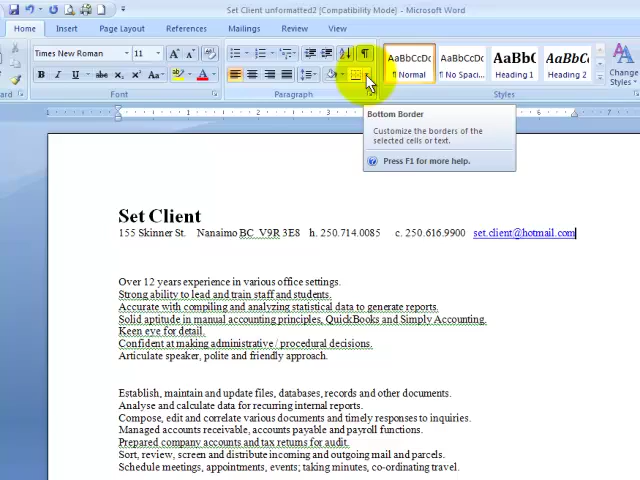 Set Client unformatted2 [Compatibility Mode] - Microsoft Word
Home Insert Page Layout References Mailings Review View
Times New Roman 11
AaBbCcDc AaBbCcDc AaBbC AaBbCcI
¶ Normal ¶ No Spaci... Heading 1 Heading 2 Change
Styles
Font Paragraph Styles
Bottom Border
Customize the borders of the
selected cells or text.
Press F1 for more help.
Set Client
155 Skinner St. Nanaimo BC V9R 3E8 h. 250.714.0085 c. 250.616.9900 set.client@hotmail.com
Over 12 years experience in various office settings.
Strong ability to lead and train staff and students.
Accurate with compiling and analyzing statistical data to generate reports.
Solid aptitude in manual accounting principles, QuickBooks and Simply Accounting.
Keen eye for detail.
Confident at making administrative / procedural decisions.
Articulate speaker, polite and friendly approach.
Establish, maintain and update files, databases, records and other documents.
Analyse and calculate data for recurring internal reports.
Compose, edit and correlate various documents and timely responses to inquiries.
Managed accounts receivable, accounts payable and payroll functions.
Prepared company accounts and tax returns for audit.
Sort, review, screen and distribute incoming and outgoing mail and parcels.
Schedule meetings, appointments, events; taking minutes, co-ordinating travel.